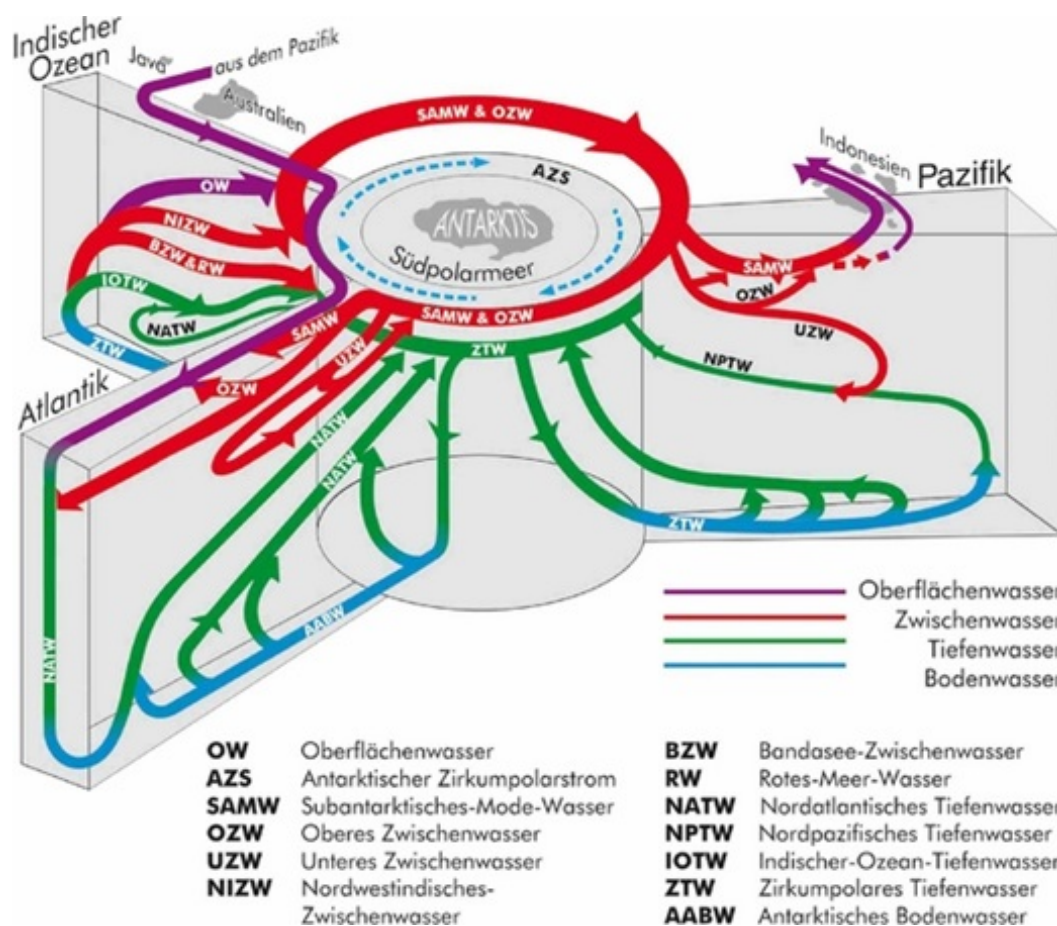 Indischer
Ozean
Java
aus dem Pazifik
Australien
SAMW & OZW
Indonesien
Pazifik
AZS
OW
ANTARKTIS
NIZW
Südpolarmeer
BZW&RW
SAMW
IOTW
OZW
NATW
SAMW & OZW
SAMW
UZW
ZTW
ZTW
UZW
NPTW
OZW
Atlantik
NATW
NATW
ZTW
AABW
NATW
Oberflächenwasser
Zwischenwasser
Tiefenwasser
Bodenwasser
OW Oberflächenwasser
AZS Antarktischer Zirkumpolarstrom
SAMW Subantarktisches-Mode-Wasser
OZW Oberes Zwischenwasser
UZW Unteres Zwischenwasser
NIZW Nordwestindisches-
Zwischenwasser
BZW Bandasee-Zwischenwasser
RW Rotes-Meer-Wasser
NATW Nordatlantisches Tiefenwasser
NPTW Nordpazifisches Tiefenwasser
IOTW Indischer-Ozean-Tiefenwasser
ZTW Zirkumpolares Tiefenwasser
AABW Antarktisches Bodenwasser